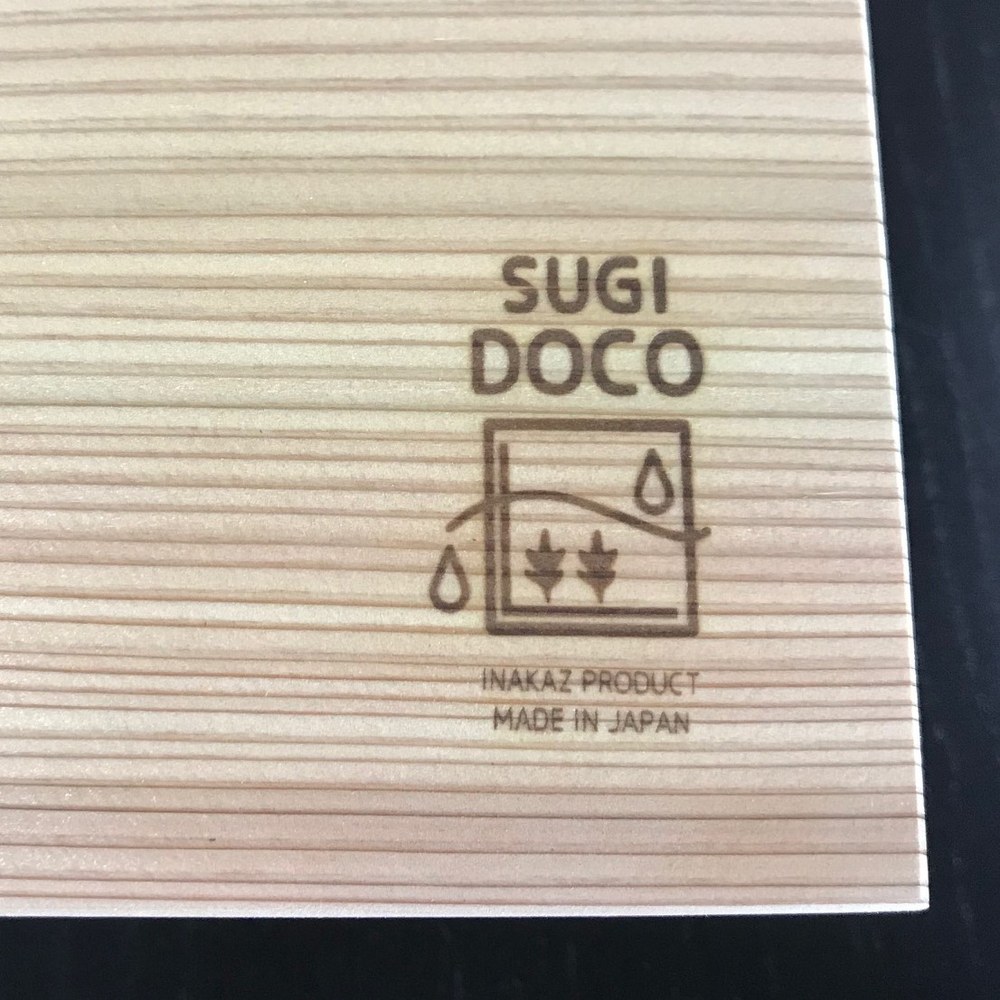 SUGI
DOCO
INAKAZ PRODUCT
MADE IN JAPAN